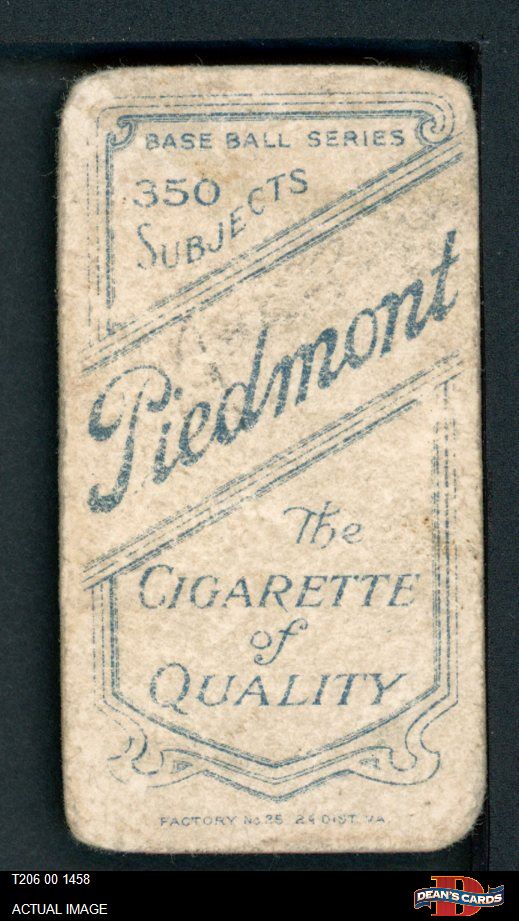 BASE BALL SERIES
350
SUBJECTS
Piedmont
The
CIGARETTE
of
QUALITY
FACTORY No. 25 2d DIST. VA.
T206 00 1458
ACTUAL IMAGE
D
DEAN'S CARDS